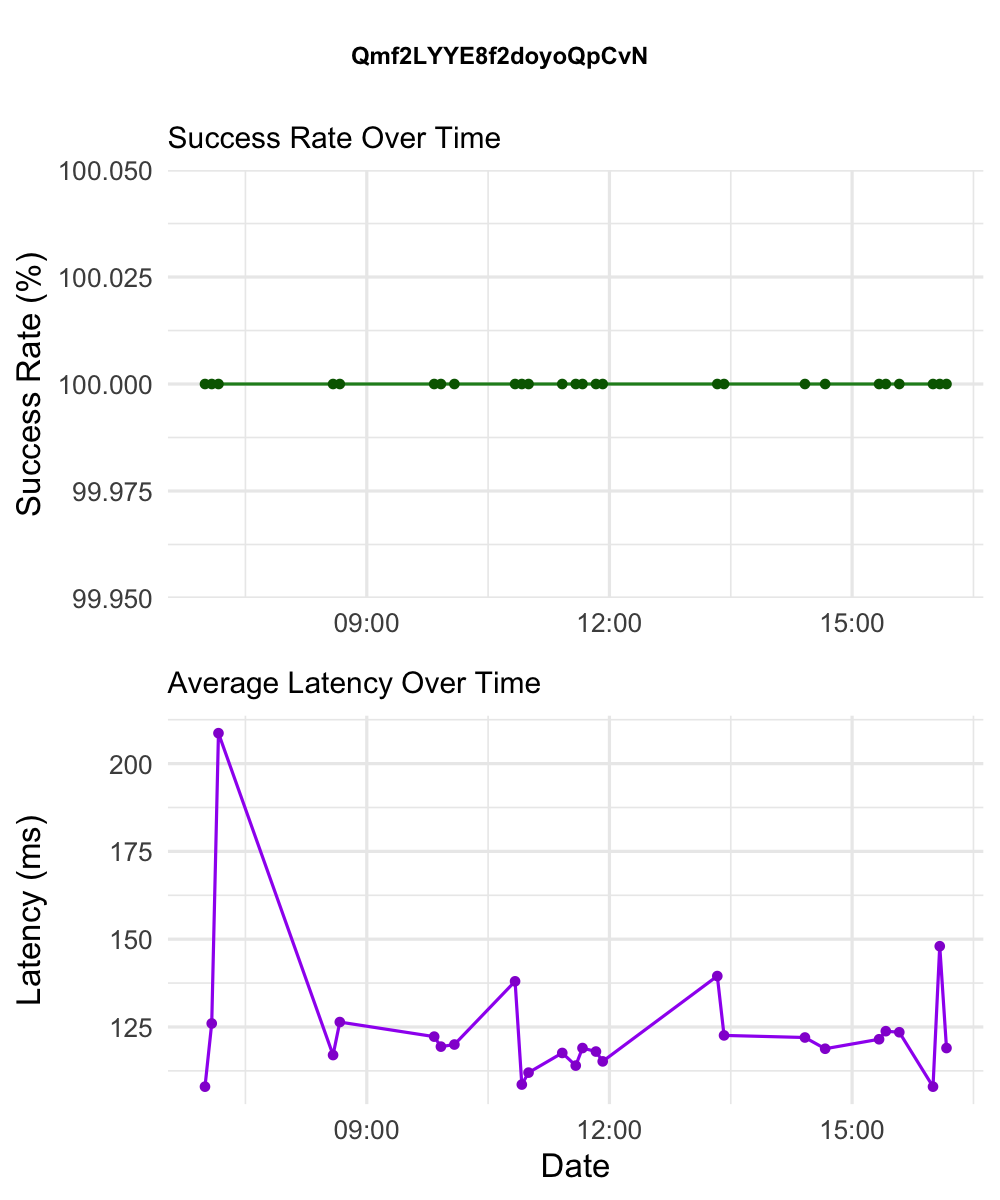 Qmf2LYYE8f2doyoQpCvN
Success Rate Over Time
100.050
100.025
100.000
99.975
99.950
Success Rate (%)
09:00 12:00 15:00
Average Latency Over Time
200
175
150
125
Latency (ms)
09:00 12:00 15:00
Date